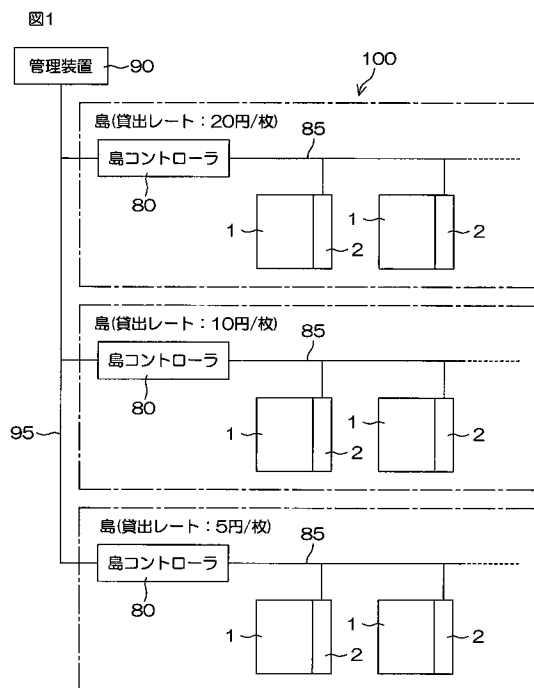 図1
管理装置 90
100
島(貸出レート：20円/枚)
85
島コントローラ
80
1 2 1 2
島(貸出レート：10円/枚)
85
島コントローラ
80
95
1 2 1 2
島(貸出レート：5円/枚)
85
島コントローラ
80
1 2 1 2